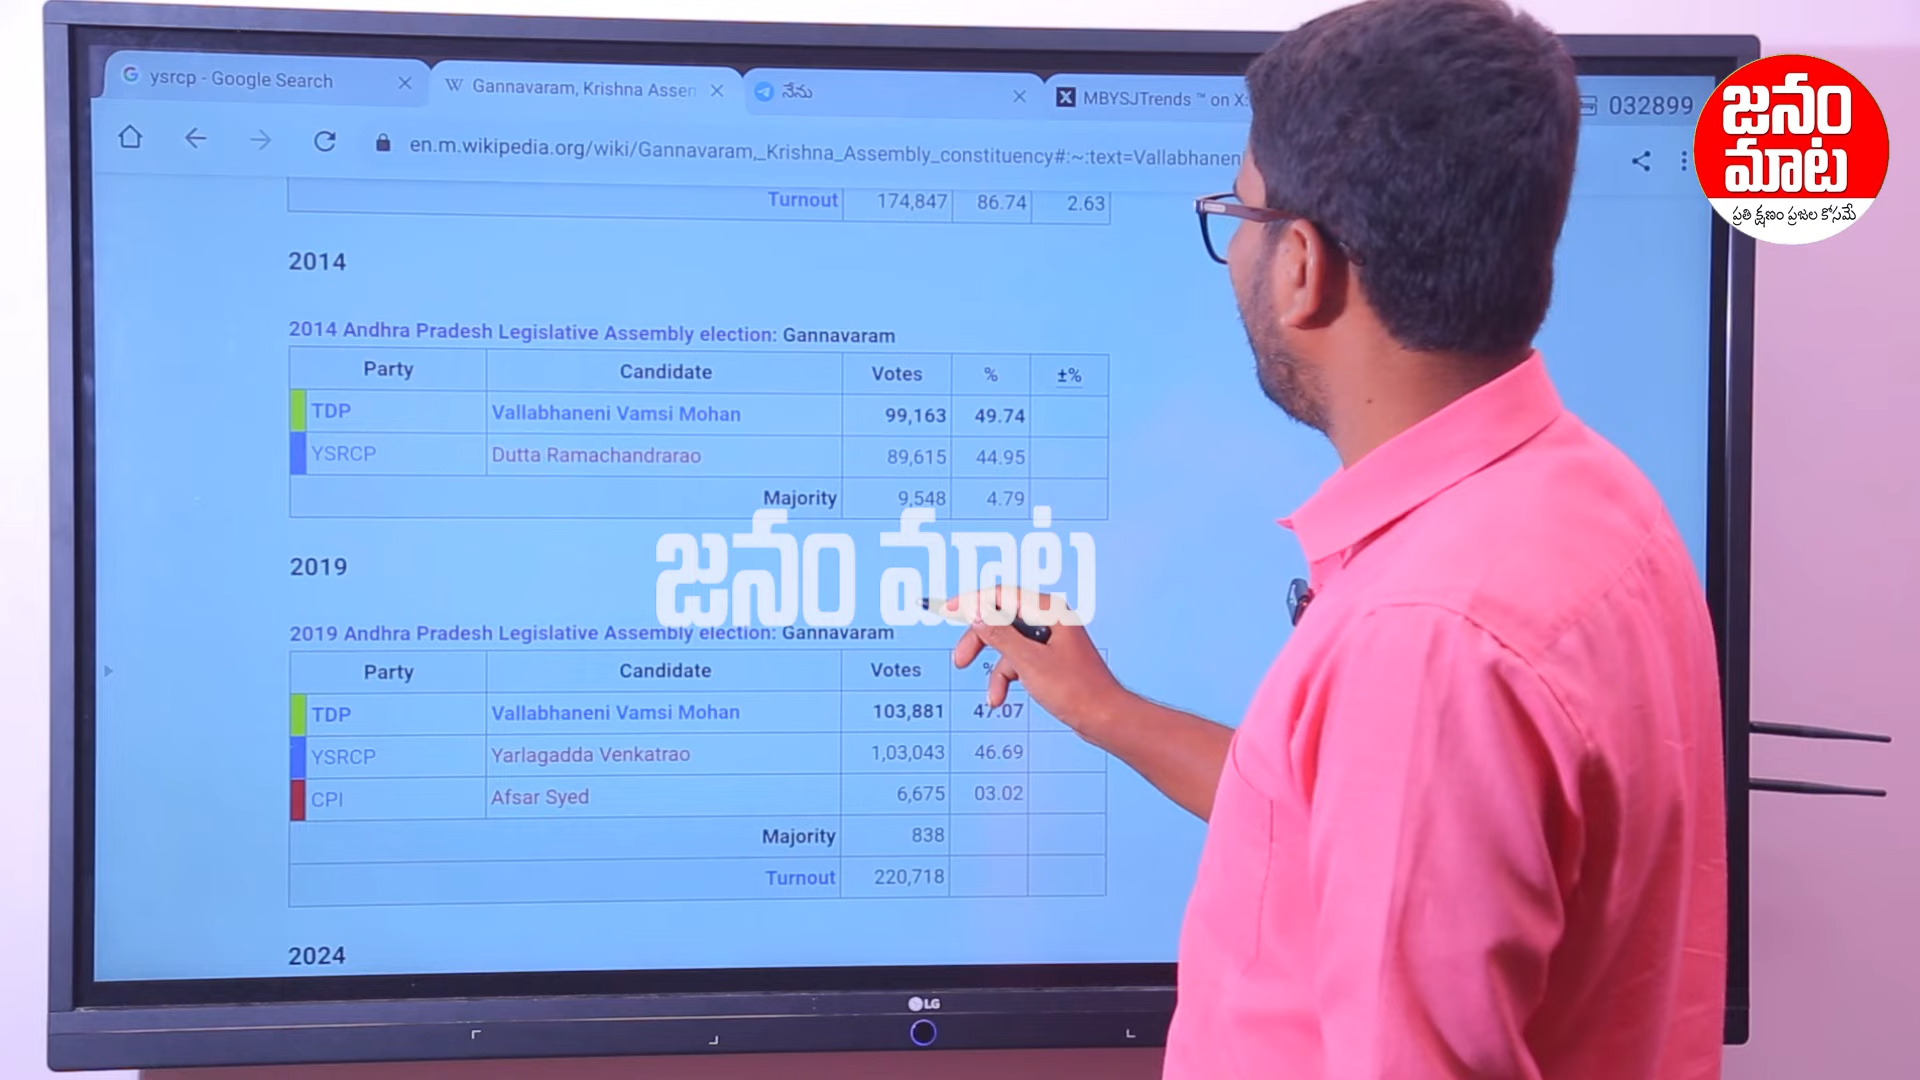 ysrcp - Google Search
Gannavaram, Krishna Assen
నేను
MBYSJTrends ™ on X:
032899
en.m.wikipedia.org/wiki/Gannavaram,_Krishna_Assembly_constituency#:~:text=Vallabhanen
జనం
మాట
ప్రతి క్షణం ప్రజల కోసమే
Turnout 174,847 86.74 2.63
2014
2014 Andhra Pradesh Legislative Assembly election: Gannavaram
Party Candidate Votes % ±%
TDP Vallabhaneni Vamsi Mohan 99,163 49.74
YSRCP Dutta Ramachandrarao 89,615 44.95
Majority 9,548 4.79
జనం మాట
2019
2019 Andhra Pradesh Legislative Assembly election: Gannavaram
Party Candidate Votes %
TDP Vallabhaneni Vamsi Mohan 103,881 47.07
YSRCP Yarlagadda Venkatrao 1,03,043 46.69
CPI Afsar Syed 6,675 03.02
Majority 838
Turnout 220,718
2024
LG